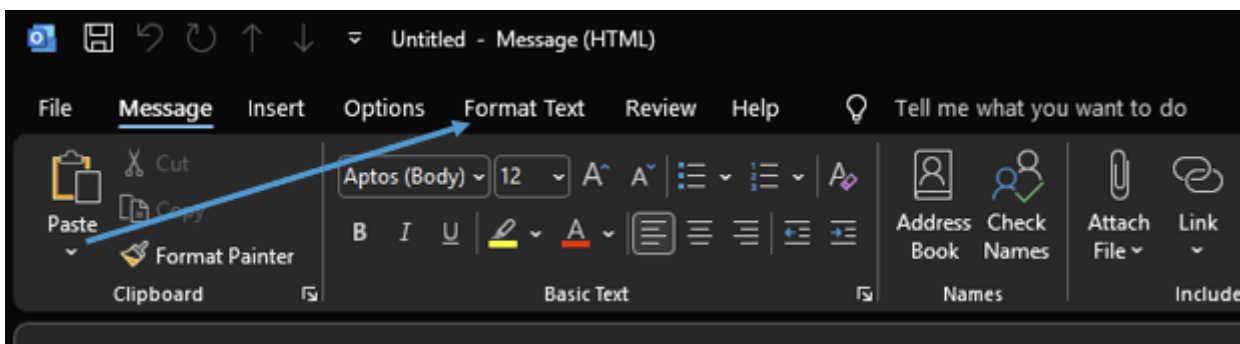 Untitled - Message (HTML)
File Message Insert Options Format Text Review Help Tell me what you want to do
Paste
Cut
Copy
Format Painter
Clipboard
Aptos (Body) 12
B I U A
Basic Text
Address Book
Check Names
Names
Attach File
Link
Include